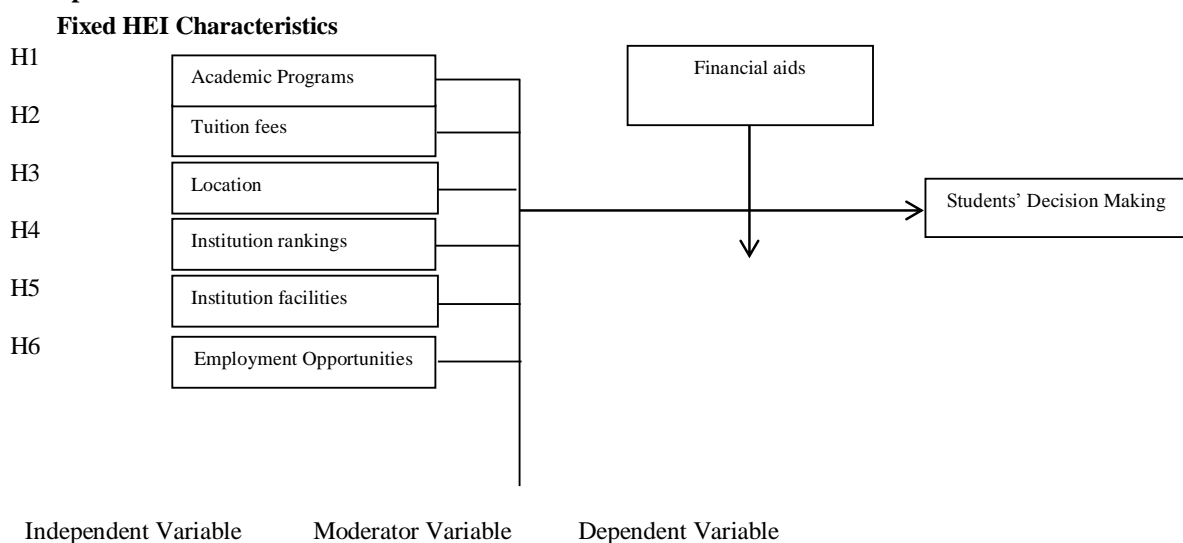 Fixed HEI Characteristics
H1
Academic Programs
Financial aids
H2
Tuition fees
H3
Location
Students’ Decision Making
H4
Institution rankings
H5
Institution facilities
H6
Employment Opportunities
Independent Variable Moderator Variable Dependent Variable